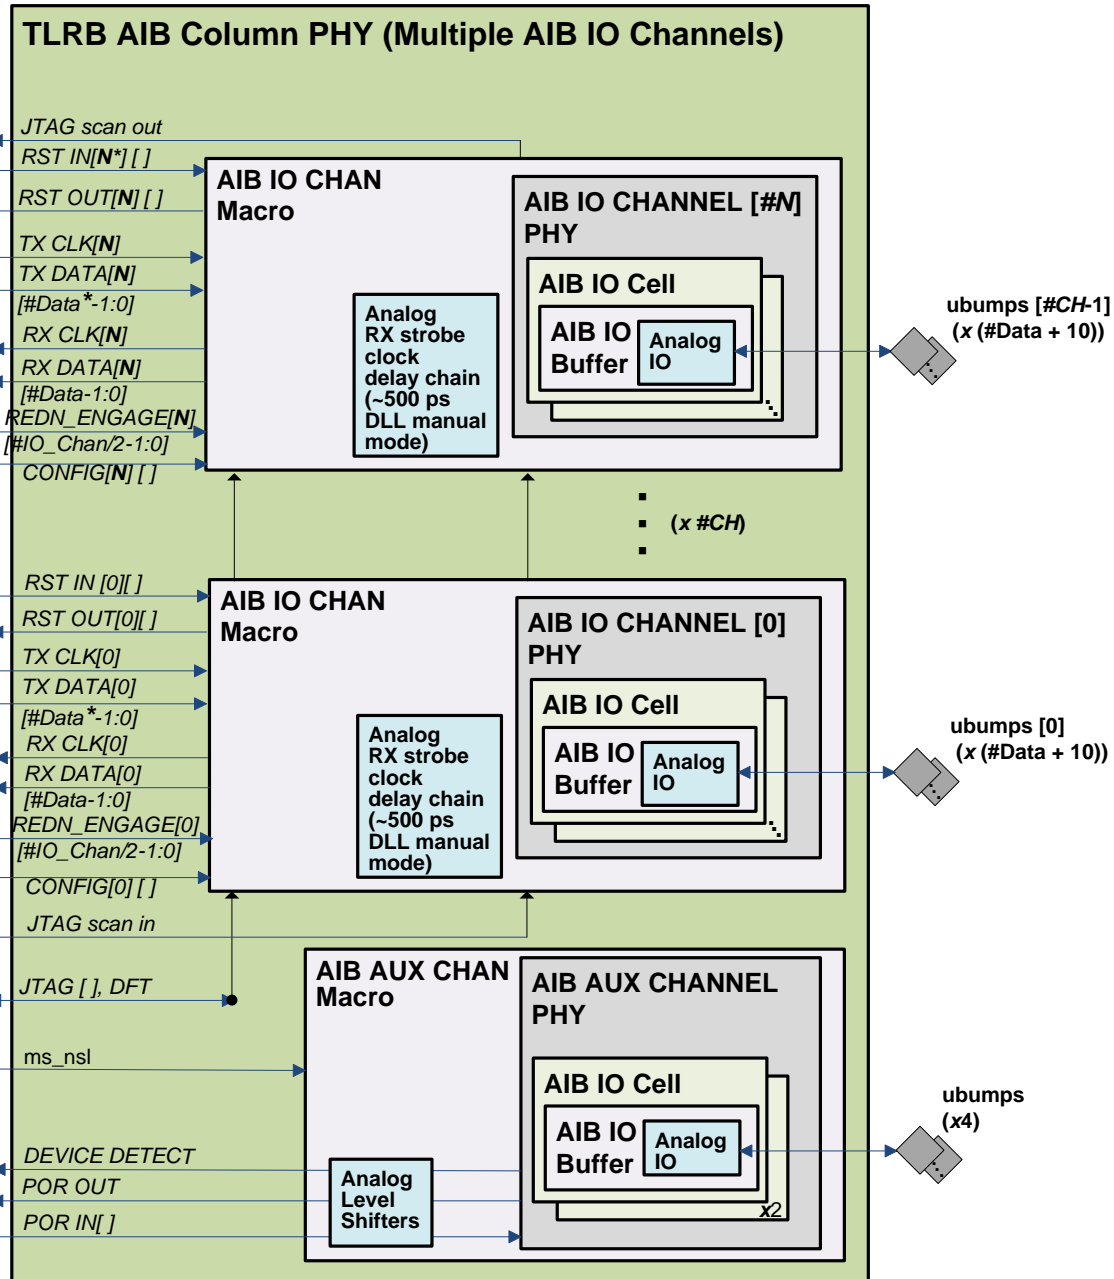 TLRB AIB Column PHY (Multiple AIB IO Channels)
JTAG scan out
RST IN[N*] [ ]
RST OUT[N] [ ]
TX CLK[N]
TX DATA[N]
[#Data*-1:0]
RX CLK[N]
RX DATA[N]
[#Data-1:0]
REDN_ENGAGE[N]
[#IO_Chan/2-1:0]
CONFIG[N] [ ]
AIB IO CHAN
Macro
Analog
RX strobe
clock
delay chain
(~500 ps
DLL manual
mode)
AIB IO CHANNEL [#N]
PHY
AIB IO Cell
AIB IO
Buffer
Analog
IO
ubumps [#CH-1]
(x (#Data + 10))
(x #CH)
RST IN [0][ ]
RST OUT[0][ ]
TX CLK[0]
TX DATA[0]
[#Data*-1:0]
RX CLK[0]
RX DATA[0]
[#Data-1:0]
REDN_ENGAGE[0]
[#IO_Chan/2-1:0]
CONFIG[0] [ ]
AIB IO CHAN
Macro
Analog
RX strobe
clock
delay chain
(~500 ps
DLL manual
mode)
AIB IO CHANNEL [0]
PHY
AIB IO Cell
AIB IO
Buffer
Analog
IO
ubumps [0]
(x (#Data + 10))
JTAG scan in
JTAG [ ], DFT
ms_nsl
DEVICE DETECT
POR OUT
POR IN[ ]
AIB AUX CHAN
Macro
Analog
Level
Shifters
AIB AUX CHANNEL
PHY
AIB IO Cell
AIB IO
Buffer
Analog
IO
x2
ubumps
(x4)